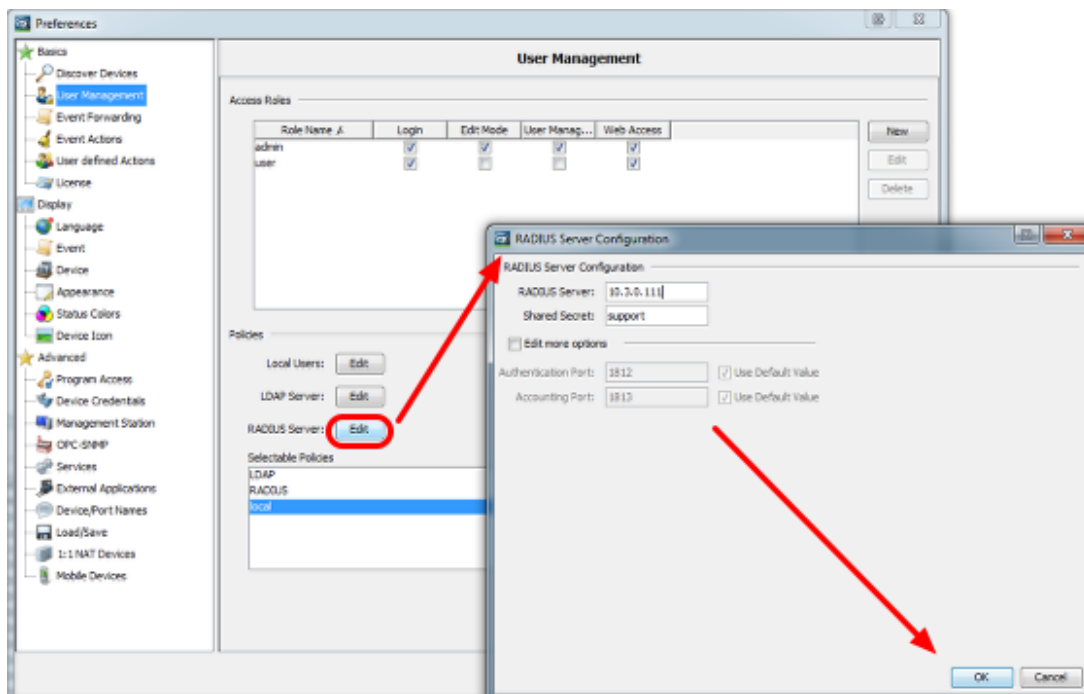 Preferences
Basics
Discover Devices
User Management
Event Forwarding
Event Actions
User defined Actions
License
Display
Language
Event
Device
Appearance
Status Colors
Device Icon
Advanced
Program Access
Device Credentials
Management Station
OPC-SNMP
Services
External Applications
Device/Port Names
Load/Save
1:1 NAT Devices
Mobile Devices
User Management
Access Roles
Role Name Login Edit Mode User Manag... Web Access
admin
user
New
Edit
Delete
Policies
Local Users: Edit
LDAP Server: Edit
RADIUS Server: Edit
Selectable Policies
LDAP
RADIUS
local
RADIUS Server Configuration
RADIUS Server Configuration
RADIUS Server: 10.3.0.111
Shared Secret: support
Edit more options
Authentication Port: 1812 Use Default Value
Accounting Port: 1813 Use Default Value
OK Cancel